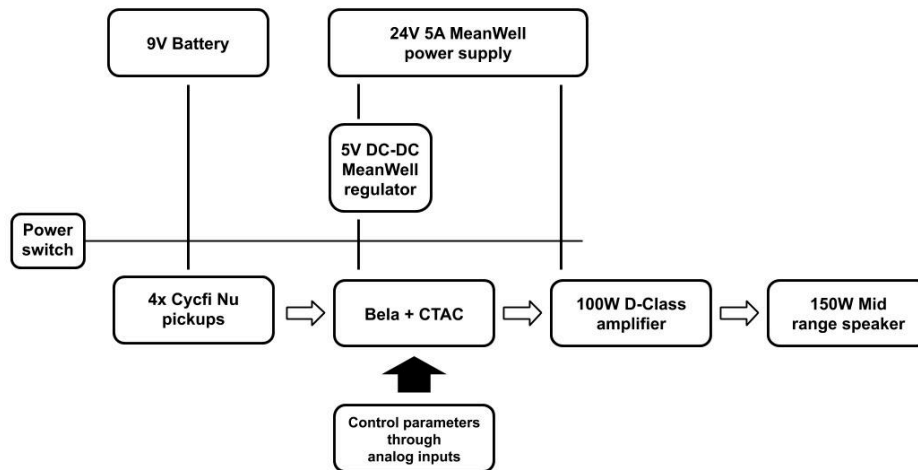 9V Battery
24V 5A MeanWell
power supply
5V DC-DC
MeanWell
regulator
Power
switch
4x Cycfi Nu
pickups
Bela + CTAC
100W D-Class
amplifier
150W Mid
range speaker
Control parameters
through
analog inputs